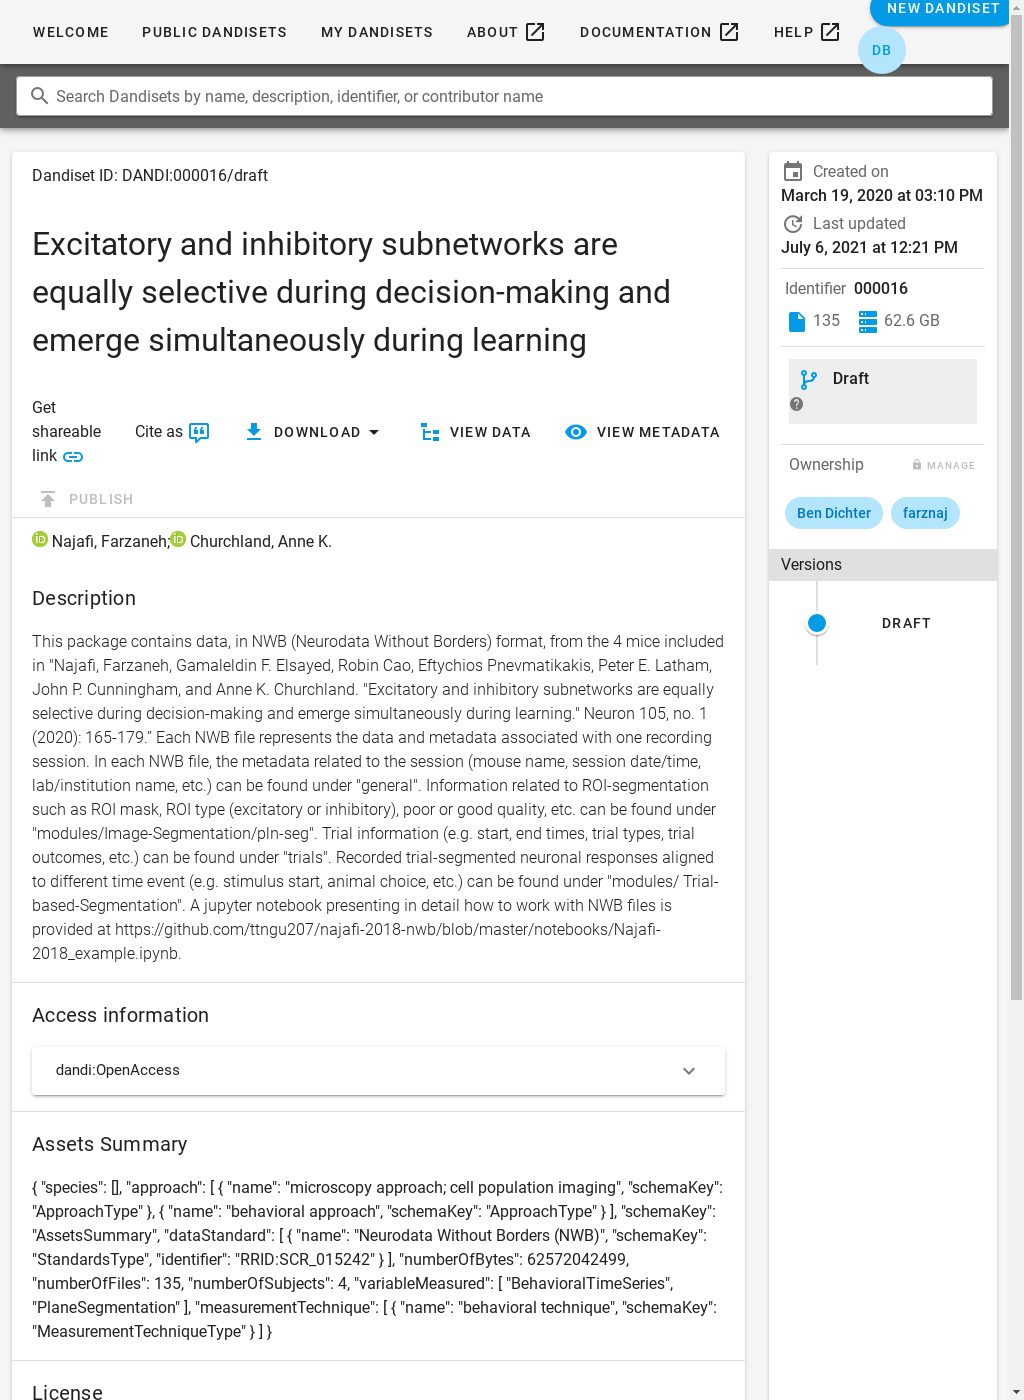 WELCOME
PUBLIC DANDISETS
MY DANDISETS
ABOUT
DOCUMENTATION
HELP
NEW DANDISET
DB
Search Dandisets by name, description, identifier, or contributor name
Dandiset ID: DANDI:000016/draft
Excitatory and inhibitory subnetworks are
equally selective during decision-making and
emerge simultaneously during learning
Get
shareable
link
Cite as
DOWNLOAD
VIEW DATA
VIEW METADATA
PUBLISH
iD Najafi, Farzaneh; iD Churchland, Anne K.
Description
This package contains data, in NWB (Neurodata Without Borders) format, from the 4 mice included
in "Najafi, Farzaneh, Gamaleldin F. Elsayed, Robin Cao, Eftychios Pnevmatikakis, Peter E. Latham,
John P. Cunningham, and Anne K. Churchland. "Excitatory and inhibitory subnetworks are equally
selective during decision-making and emerge simultaneously during learning." Neuron 105, no. 1
(2020): 165-179.” Each NWB file represents the data and metadata associated with one recording
session. In each NWB file, the metadata related to the session (mouse name, session date/time,
lab/institution name, etc.) can be found under "general". Information related to ROI-segmentation
such as ROI mask, ROI type (excitatory or inhibitory), poor or good quality, etc. can be found under
"modules/Image-Segmentation/pln-seg". Trial information (e.g. start, end times, trial types, trial
outcomes, etc.) can be found under "trials". Recorded trial-segmented neuronal responses aligned
to different time event (e.g. stimulus start, animal choice, etc.) can be found under "modules/ Trial-
based-Segmentation". A jupyter notebook presenting in detail how to work with NWB files is
provided at https://github.com/ttngu207/najafi-2018-nwb/blob/master/notebooks/Najafi-
2018_example.ipynb.
Access information
dandi:OpenAccess
Assets Summary
{ "species": [], "approach": [ { "name": "microscopy approach; cell population imaging", "schemaKey":
"ApproachType" }, { "name": "behavioral approach", "schemaKey": "ApproachType" } ], "schemaKey":
"AssetsSummary", "dataStandard": [ { "name": "Neurodata Without Borders (NWB)", "schemaKey":
"StandardsType", "identifier": "RRID:SCR_015242" } ], "numberOfBytes": 62572042499,
"numberOfFiles": 135, "numberOfSubjects": 4, "variableMeasured": [ "BehavioralTimeSeries",
"PlaneSegmentation" ], "measurementTechnique": [ { "name": "behavioral technique", "schemaKey":
"MeasurementTechniqueType" } ] }
License
Created on
March 19, 2020 at 03:10 PM
Last updated
July 6, 2021 at 12:21 PM
Identifier 000016
135
62.6 GB
Draft
?
Ownership
MANAGE
Ben Dichter
farznaj
Versions
DRAFT